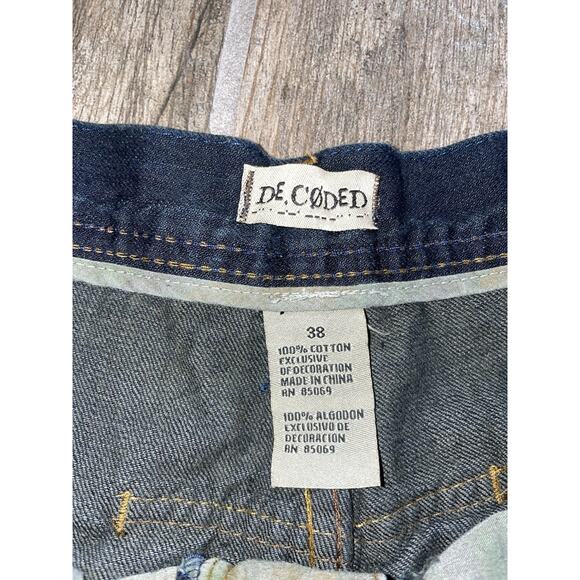 DE.CØDED
38
100% COTTON
EXCLUSIVE
OF DECORATION
MADE IN CHINA
RN 85069
100% ALGODON
EXCLUSIVO DE
DECORACION
RN 85069